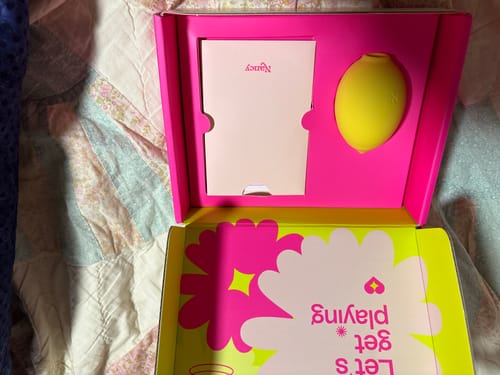 Nancy
Let's
get
playing*